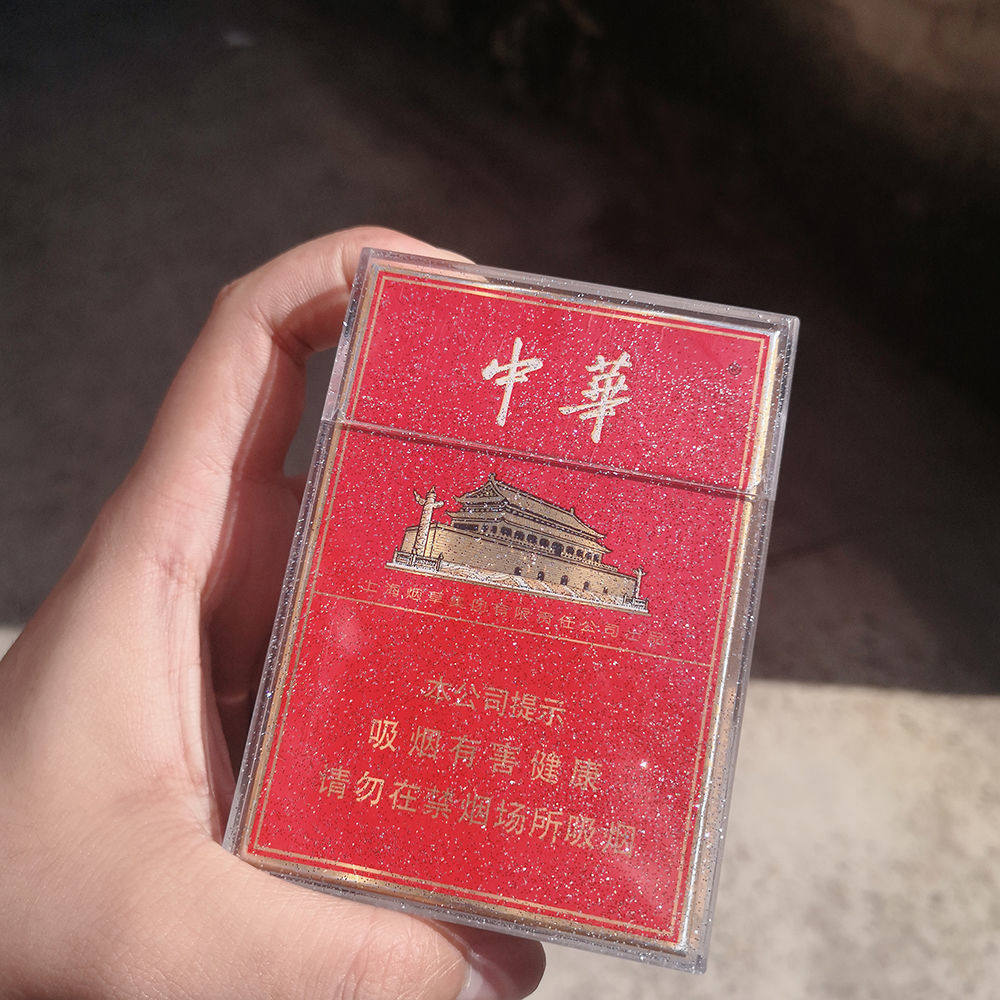 中華
上海烟草集团有限责任公司出品
本公司提示
吸烟有害健康
请勿在禁烟场所吸烟